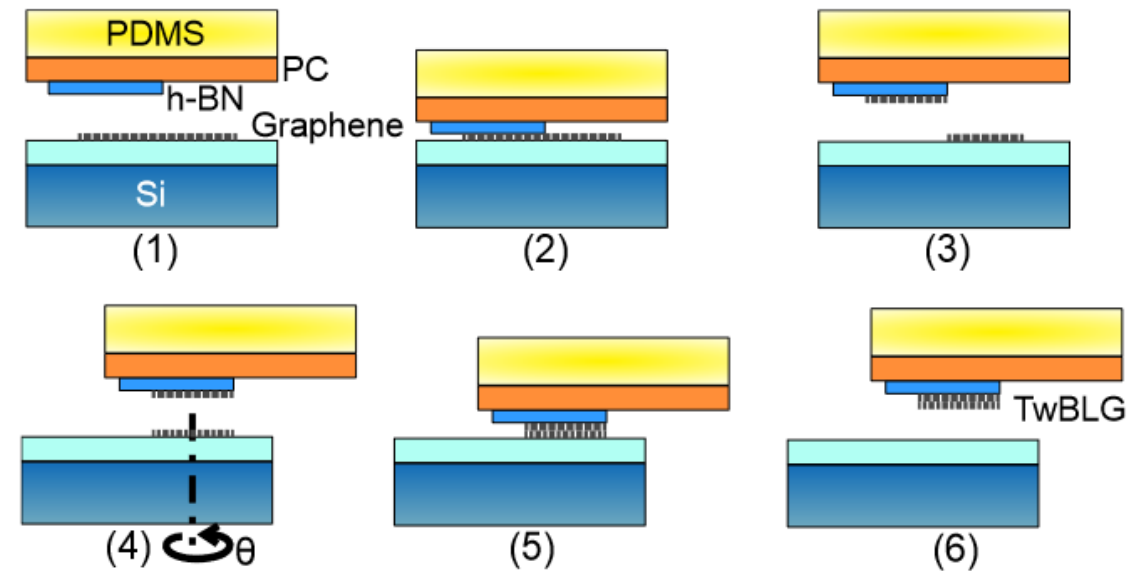 PDMS
PC
h-BN
Graphene
Si
(1)
(2)
(3)
(4)
θ
(5)
TwBLG
(6)